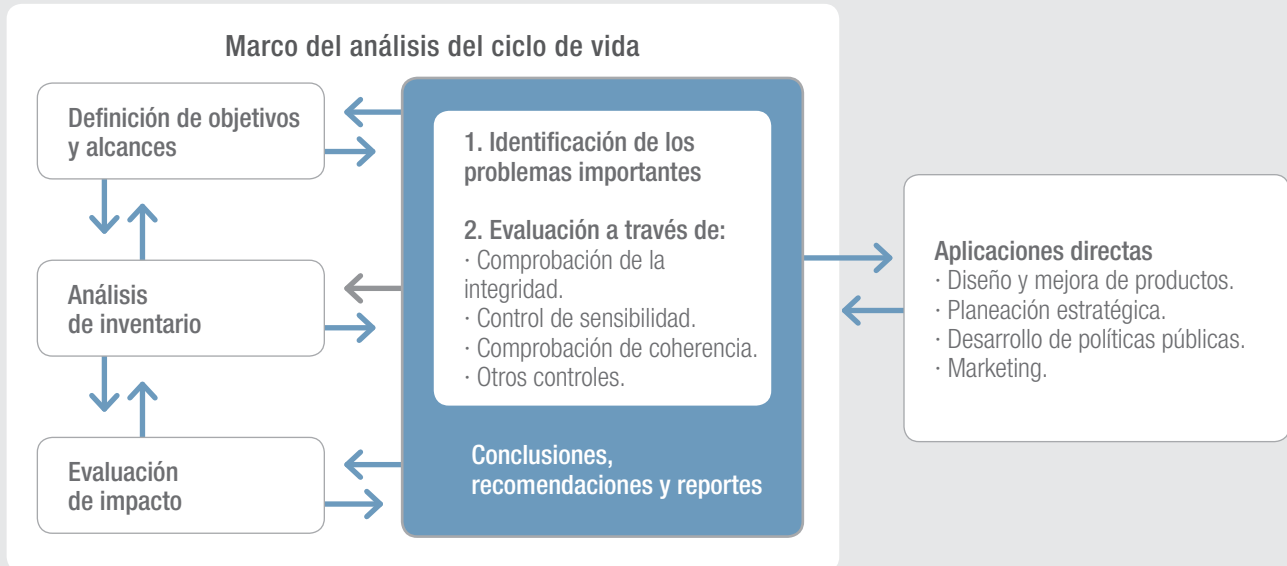 Marco del análisis del ciclo de vida
Definición de objetivos
y alcances
Análisis
de inventario
Evaluación
de impacto
1. Identificación de los
problemas importantes
2. Evaluación a través de:
· Comprobación de la
integridad.
· Control de sensibilidad.
· Comprobación de coherencia.
· Otros controles.
Conclusiones,
recomendaciones y reportes
Aplicaciones directas
· Diseño y mejora de productos.
· Planeación estratégica.
· Desarrollo de políticas públicas.
· Marketing.